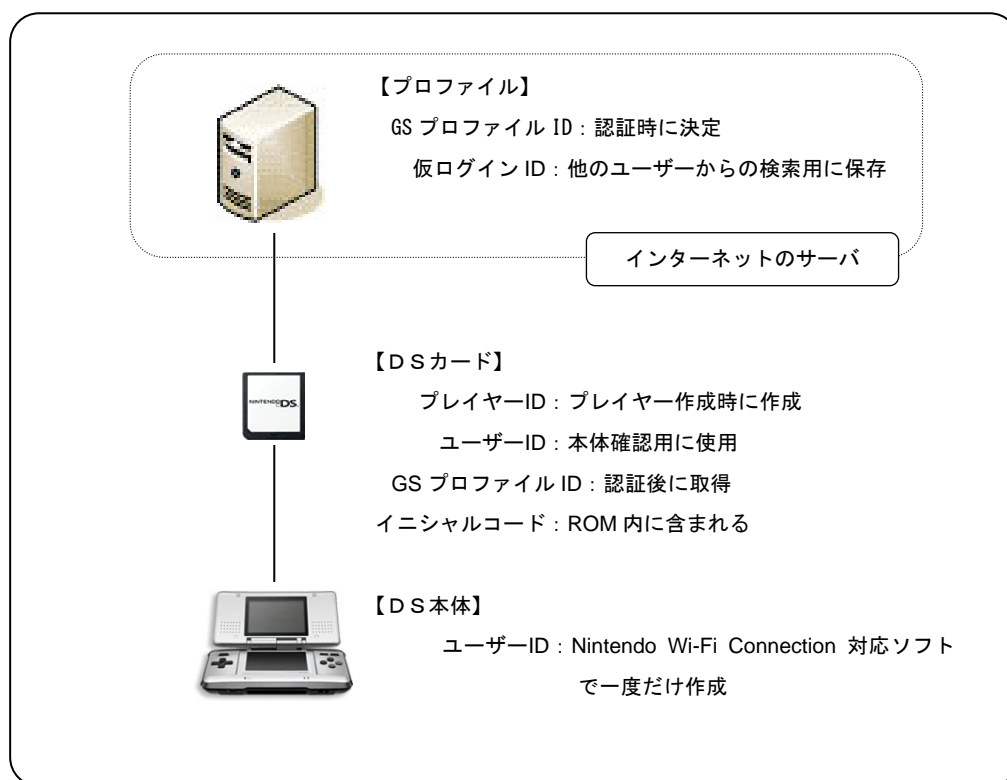 【プロファイル】
GS プロファイル ID：認証時に決定
仮ログイン ID：他のユーザーからの検索用に保存
インターネットのサーバ
【ＤＳカード】
NINTENDO DS
プレイヤーID：プレイヤー作成時に作成
ユーザーID：本体確認用に使用
GS プロファイル ID：認証後に取得
イニシャルコード：ROM 内に含まれる
【ＤＳ本体】
ユーザーID：Nintendo Wi-Fi Connection 対応ソフト
で一度だけ作成